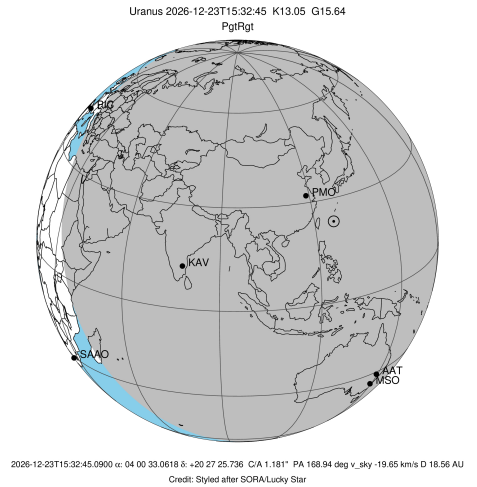 Uranus 2026-12-23T15:32:45 K13.05 G15.64
PgtRgt
PIC
PMO
KAV
SAAO
AAT
MSO
2026-12-23T15:32:45.0900 α: 04 00 33.0618 δ: +20 27 25.736 C/A 1.181" PA 168.94 deg v_sky -19.65 km/s D 18.56 AU
Credit: Styled after SORA/Lucky Star